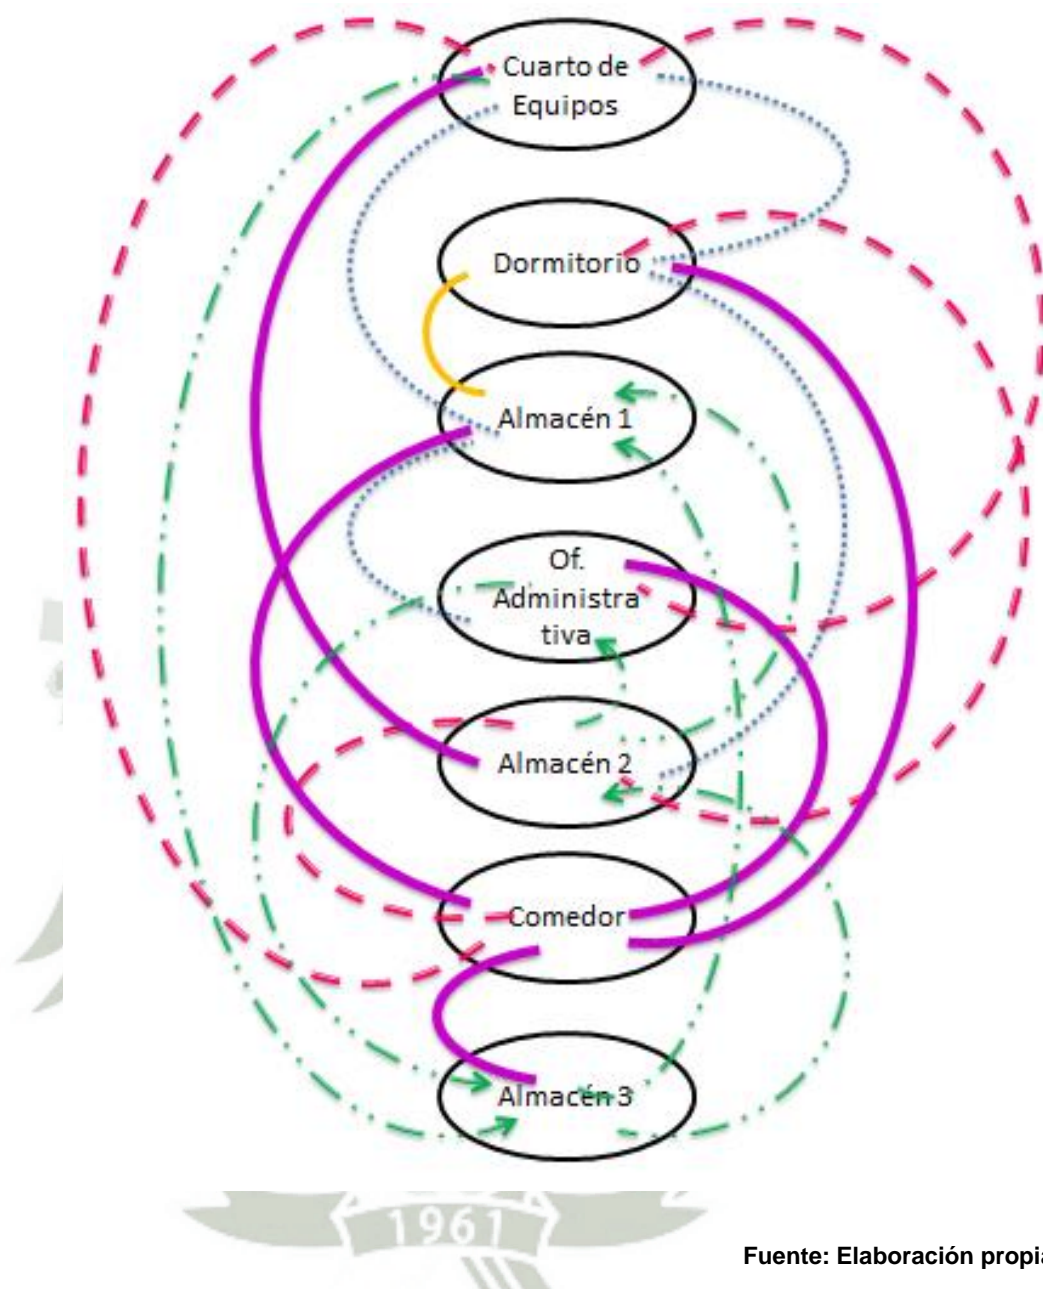 Cuarto de
Equipos
Dormitorio
Almacén 1
Of.
Administra
tiva
Almacén 2
Comedor
Almacén 3
1961
Fuente: Elaboración propia